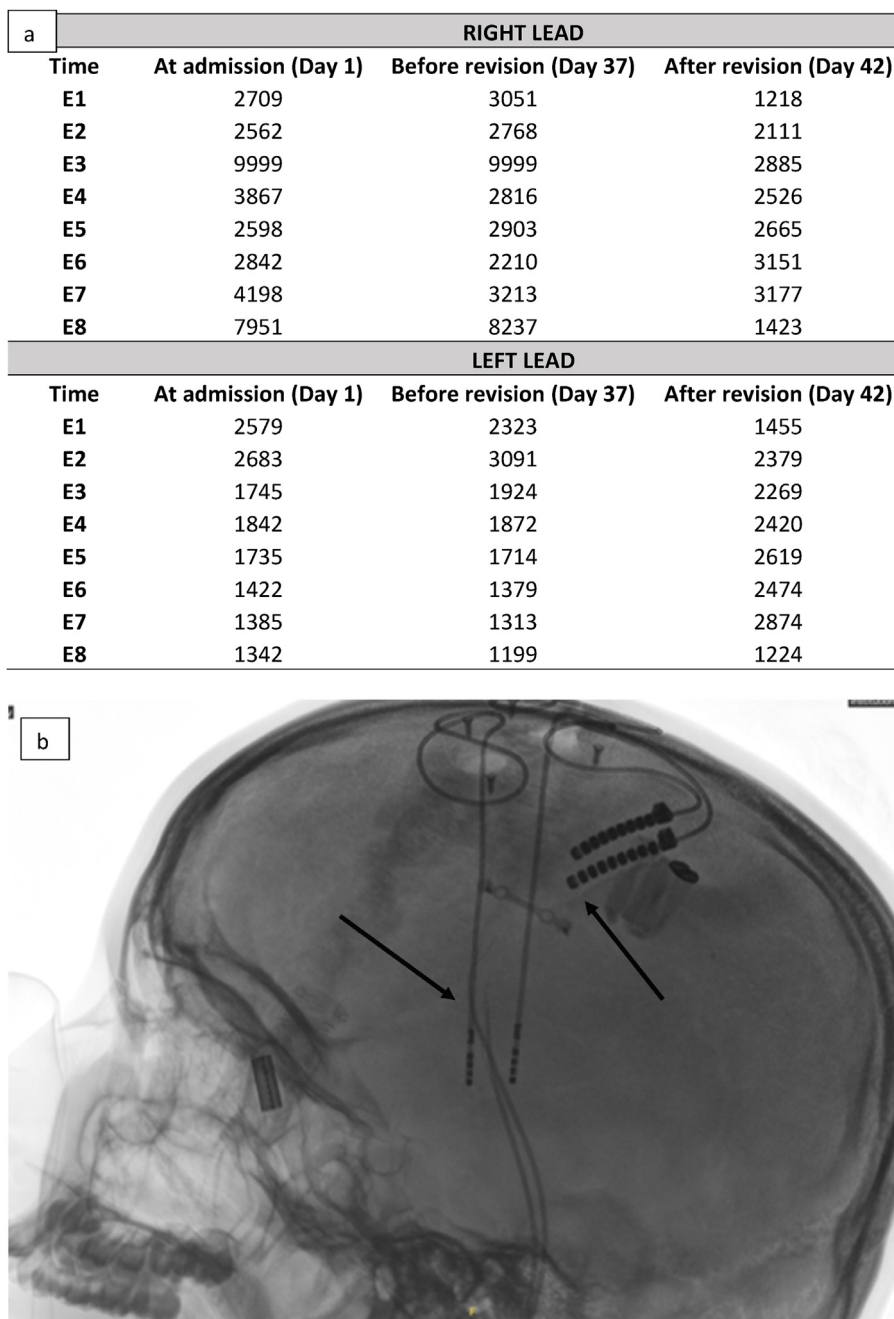 a
RIGHT LEAD
Time At admission (Day 1) Before revision (Day 37) After revision (Day 42)
E1 2709 3051 1218
E2 2562 2768 2111
E3 9999 9999 2885
E4 3867 2816 2526
E5 2598 2903 2665
E6 2842 2210 3151
E7 4198 3213 3177
E8 7951 8237 1423
LEFT LEAD
Time At admission (Day 1) Before revision (Day 37) After revision (Day 42)
E1 2579 2323 1455
E2 2683 3091 2379
E3 1745 1924 2269
E4 1842 1872 2420
E5 1735 1714 2619
E6 1422 1379 2474
E7 1385 1313 2874
E8 1342 1199 1224
b
F